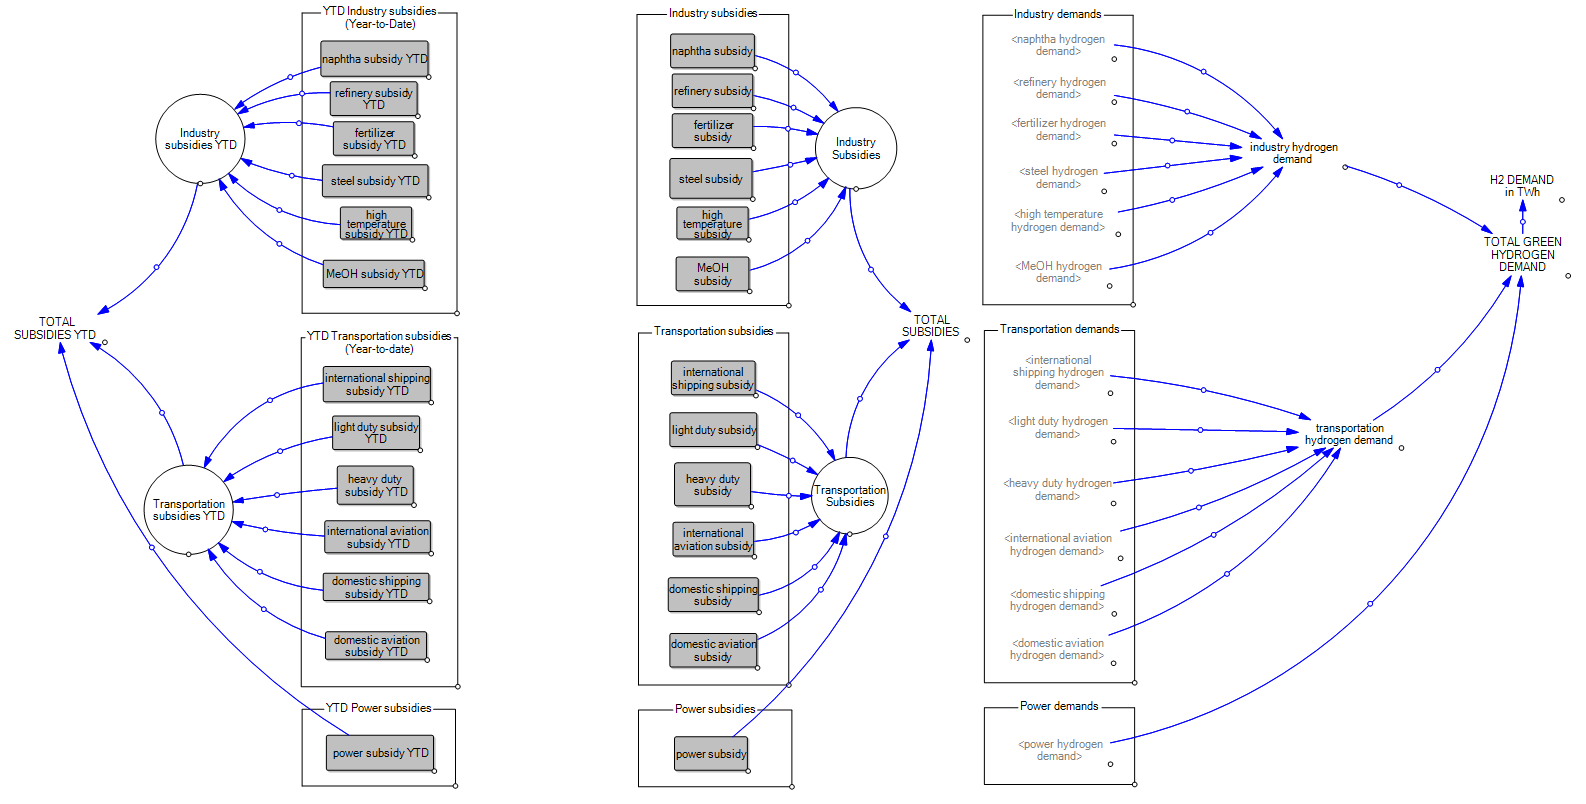 YTD Industry subsidies
(Year-to-Date)
naphtha subsidy YTD
refinery subsidy
YTD
fertilizer
subsidy YTD
steel subsidy YTD
high
temperature
subsidy YTD
MeOH subsidy YTD
Industry
subsidies YTD
TOTAL
SUBSIDIES YTD
YTD Transportation subsidies
(Year-to-date)
international shipping
subsidy YTD
light duty subsidy
YTD
heavy duty
subsidy YTD
international aviation
subsidy YTD
domestic shipping
subsidy YTD
domestic aviation
subsidy YTD
Transportation
subsidies YTD
YTD Power subsidies
power subsidy YTD
Industry subsidies
naphtha subsidy
refinery subsidy
fertilizer
subsidy
steel subsidy
high
temperature
subsidy
MeOH
subsidy
Industry
Subsidies
TOTAL
SUBSIDIES
Transportation subsidies
international
shipping subsidy
light duty subsidy
heavy duty
subsidy
international
aviation subsidy
domestic shipping
subsidy
domestic aviation
subsidy
Transportation
Subsidies
Power subsidies
power subsidy
Industry demands
<naphtha hydrogen
demand>
<refinery hydrogen
demand>
<fertilizer hydrogen
demand>
<steel hydrogen
demand>
<high temperature
hydrogen demand>
<MeOH hydrogen
demand>
industry hydrogen
demand
H2 DEMAND
in TWh
TOTAL GREEN
HYDROGEN
DEMAND
Transportation demands
<international
shipping hydrogen
demand>
<light duty hydrogen
demand>
<heavy duty hydrogen
demand>
<international aviation
hydrogen demand>
<domestic shipping
hydrogen demand>
<domestic aviation
hydrogen demand>
transportation
hydrogen demand
Power demands
<power hydrogen
demand>